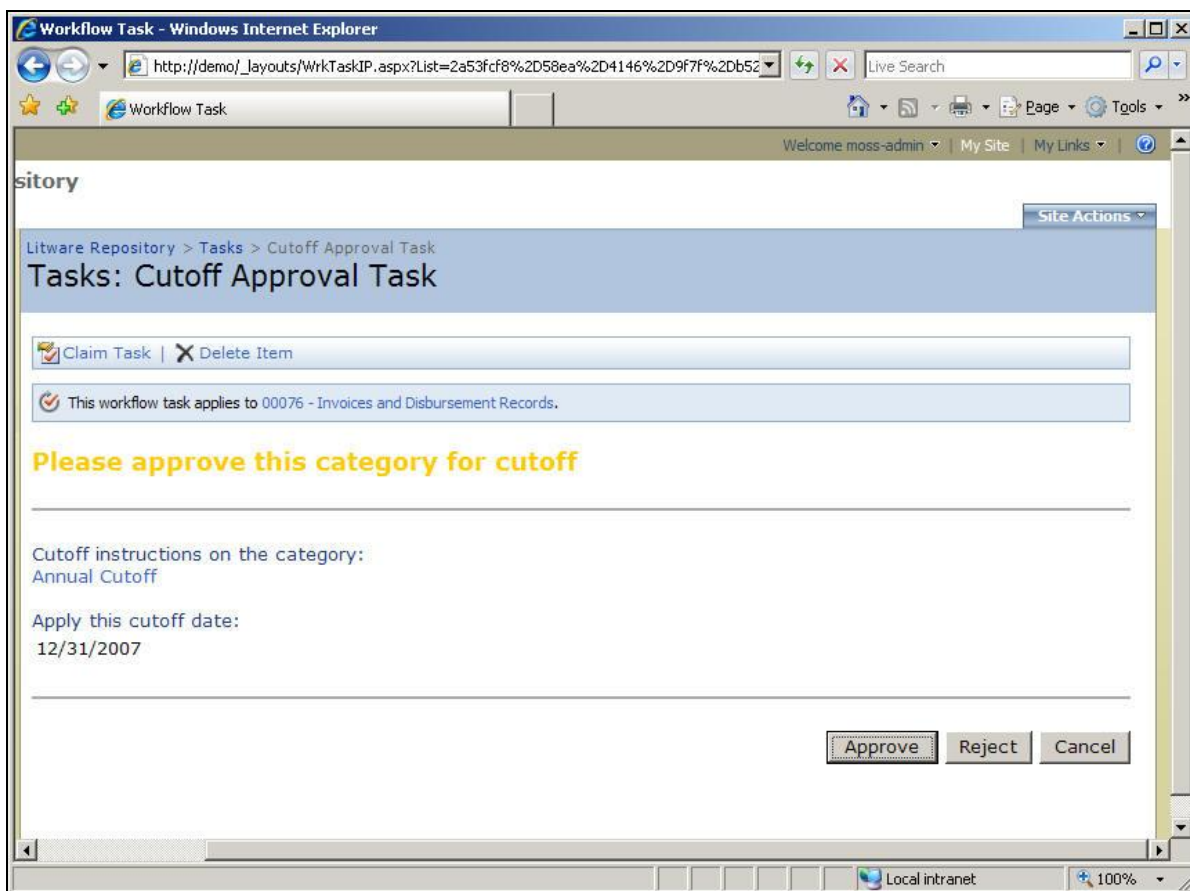 Workflow Task - Windows Internet Explorer
http://demo/_layouts/WrkTaskIP.aspx?List=2a53fcf8%2D58ea%2D4146%2D9f7f%2Db52
Live Search
Workflow Task
Page
Tools
Welcome moss-admin | My Site | My Links |
sitory
Site Actions
Litware Repository > Tasks > Cutoff Approval Task
Tasks: Cutoff Approval Task
Claim Task | Delete Item
This workflow task applies to 00076 - Invoices and Disbursement Records.
Please approve this category for cutoff
Cutoff instructions on the category:
Annual Cutoff
Apply this cutoff date:
12/31/2007
Approve Reject Cancel
Local intranet 100%